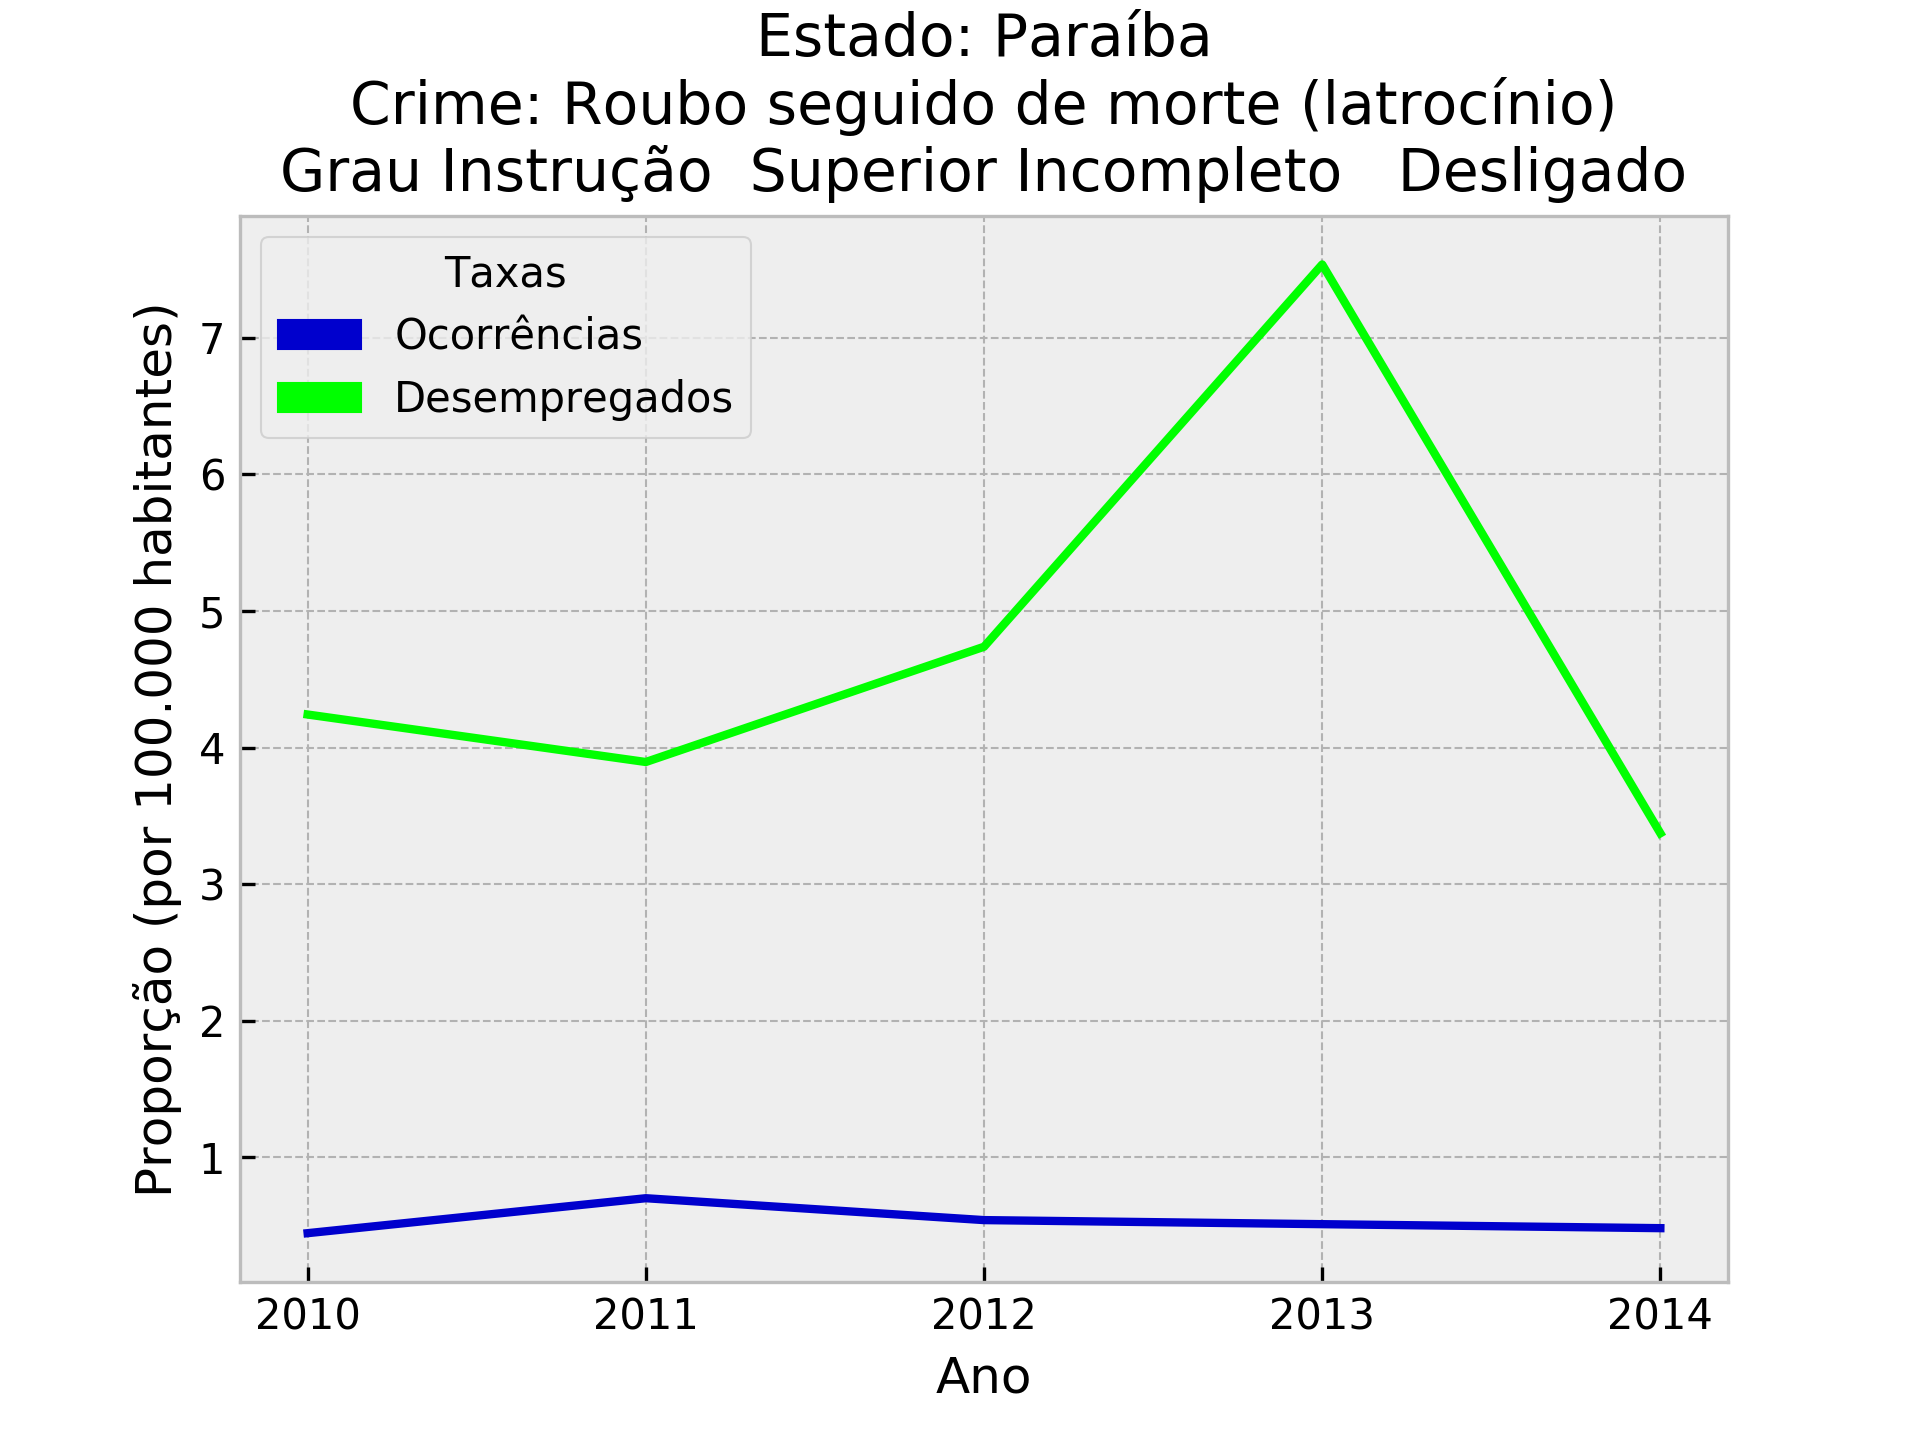 Estado: Paraíba
Crime: Roubo seguido de morte (latrocínio)
Grau Instrução  Superior Incompleto   Desligado
Taxas
Ocorrências
Desempregados
Proporção (por 100.000 habitantes)
7
6
5
4
3
2
1
2010 2011 2012 2013 2014
Ano